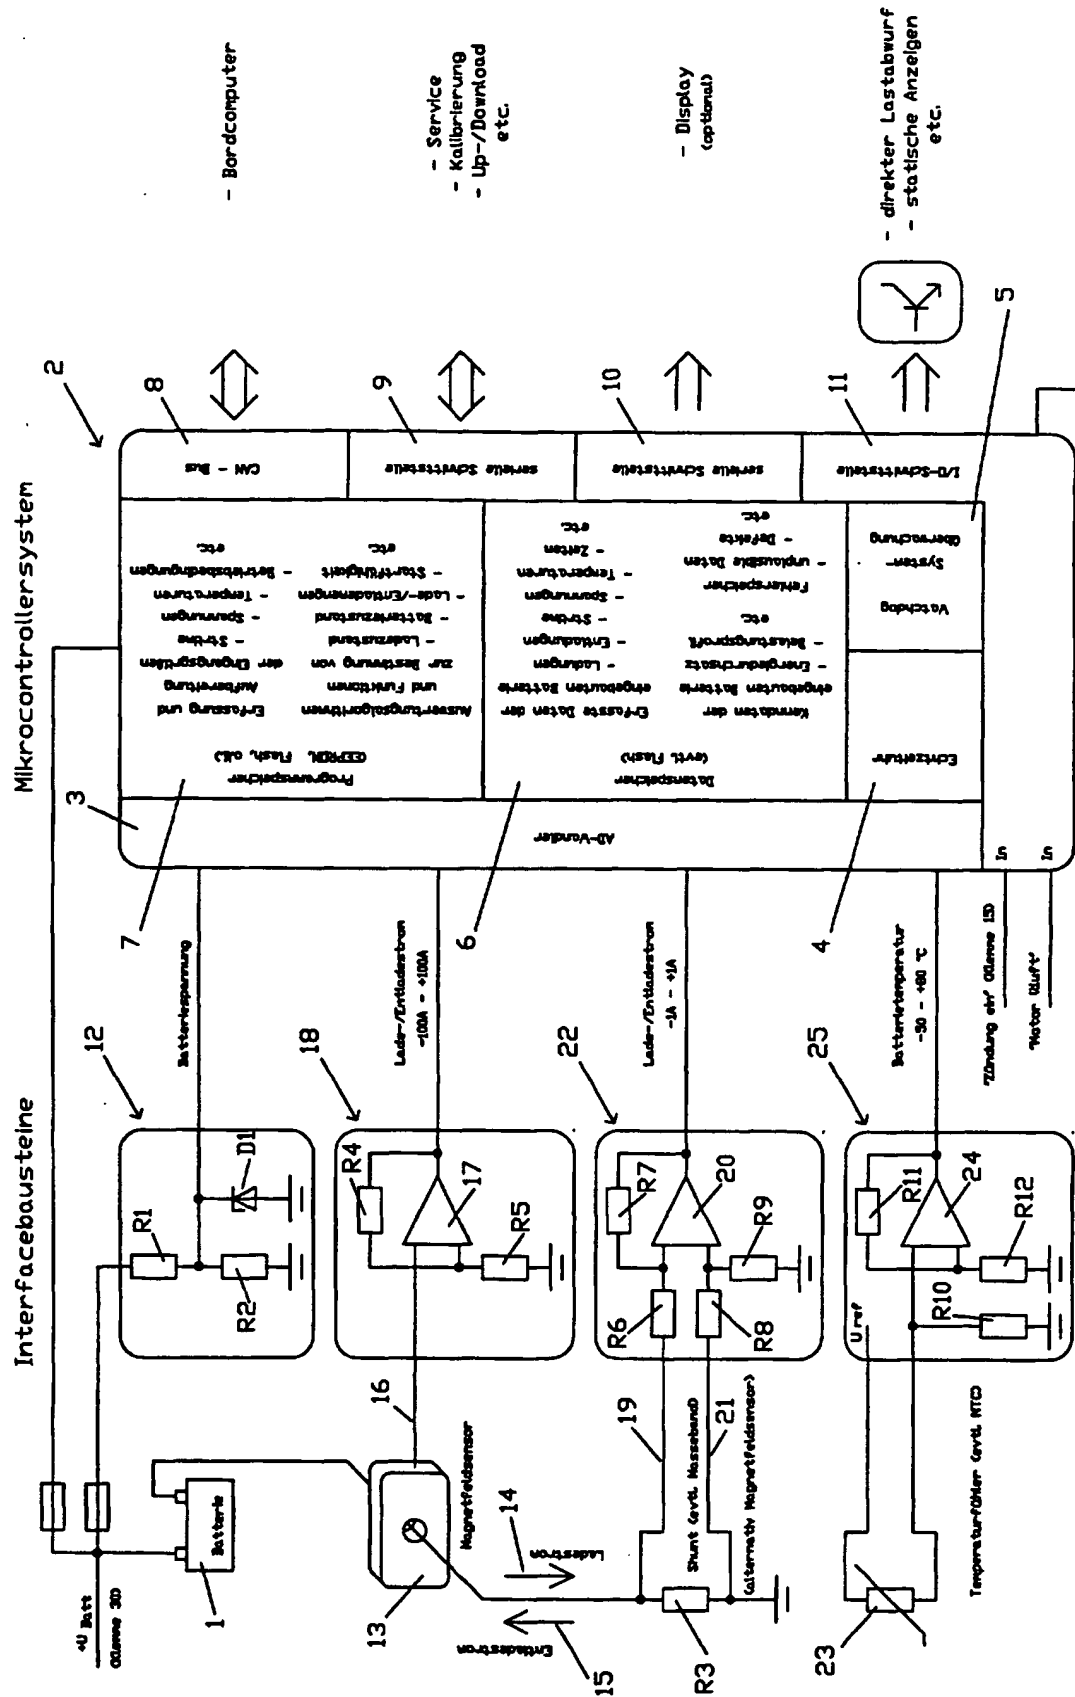 Interfacebausteine
Mikrocontrollersystem
+U Batt
(Klemme 30)
1
Batterie
12
R1
R2
D1
Batteriespannung
13
Magnetfeldsensor
14
Ladestrom
15
Entladestrom
16
18
R4
17
R5
Lade-/Entladestrom
-100A - +100A
R3
Shunt (evtl. Masseband)
(alternativ Magnetfeldsensor)
19
21
22
R6
R7
R8
R9
20
Lade-/Entladestrom
-1A - +1A
23
Temperaturfühler (evtl. NTC)
U ref
25
R10
R11
R12
24
Batterietemperatur
-30 - +80 °C
"Zündung ein" (Klemme 15)
"Motor läuft"
In
In
2
3
AD-Wandler
7
Programmspeicher
(EEPROM, Flash, o.ä.)
Erfassung und
Aufbereitung
der Eingangsgrößen
- Ströme
- Spannungen
- Temperaturen
- Betriebsbedingungen
etc.
Auswertungsalgorithmen
und Funktionen
zur Bestimmung von
- Ladezustand
- Batteriezustand
- Lade-/Entlademengen
- Startfähigkeit
etc.
6
Datenspeicher
(evtl. Flash)
Erfasste Daten der
eingebauten Batterie
- Ladungen
- Entladungen
- Ströme
- Spannungen
- Temperaturen
- Zeiten
etc.
Kenndaten der
eingebauten Batterie
- Energiedurchsatz
- Belastungsprofil
etc.
Fehlerspeicher
unplausible Daten
- Defekte
etc.
4
Echtzeituhr
5
Watchdog
System-
überwachung
8
CAN - Bus
- Bordcomputer
9
serielle Schnittstelle
- Service
- Kalibrierung
- Up-/Download
etc.
10
serielle Schnittstelle
- Display
(optional)
11
I/O-Schnittstelle
- direkter Lastabwurf
- statische Anzeigen
etc.